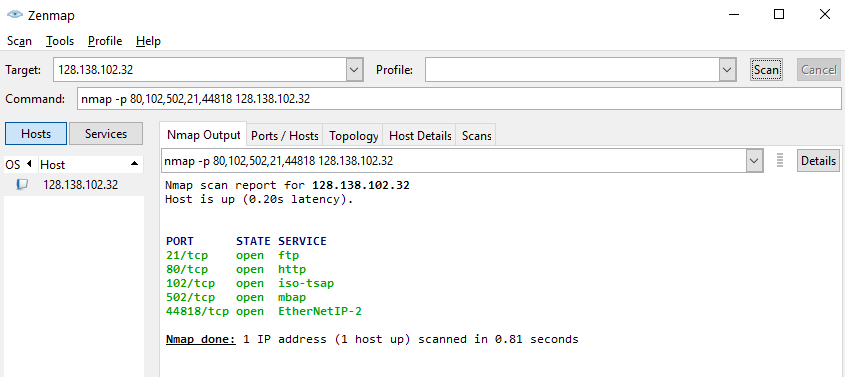 Zenmap
Scan Tools Profile Help
Target: 128.138.102.32 Profile: Scan Cancel
Command: nmap -p 80,102,502,21,44818 128.138.102.32
Hosts Services Nmap Output Ports / Hosts Topology Host Details Scans
OS Host nmap -p 80,102,502,21,44818 128.138.102.32 Details
128.138.102.32 Nmap scan report for 128.138.102.32
Host is up (0.20s latency).
PORT STATE SERVICE
21/tcp open ftp
80/tcp open http
102/tcp open iso-tsap
502/tcp open mbap
44818/tcp open EtherNetIP-2
Nmap done: 1 IP address (1 host up) scanned in 0.81 seconds